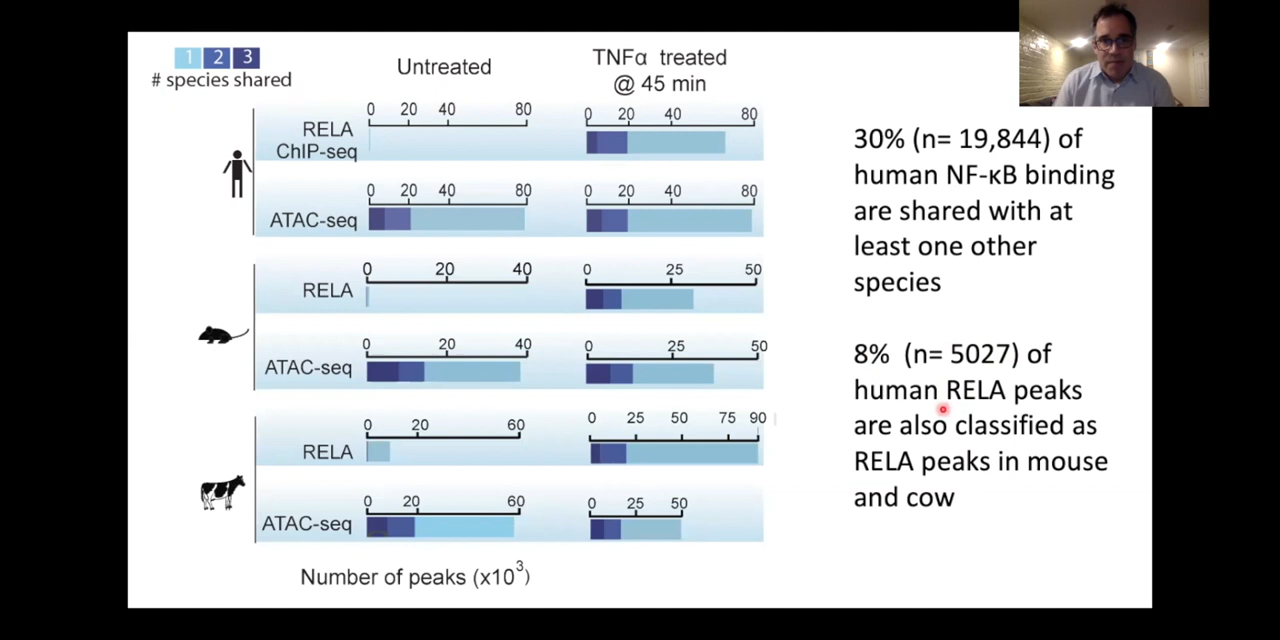 1 2 3
# species shared
Untreated
TNFα treated
@ 45 min
RELA
ChIP-seq
0 20 40 80
0 20 40 80
ATAC-seq
0 20 40 80
0 20 40 80
RELA
0 20 40
0 25 50
ATAC-seq
0 20 40
0 25 50
RELA
0 20 60
0 25 50 75 90
ATAC-seq
0 20 60
0 25 50
Number of peaks (x10³)
30% (n= 19,844) of
human NF-κB binding
are shared with at
least one other
species
8% (n= 5027) of
human RELA peaks
are also classified as
RELA peaks in mouse
and cow